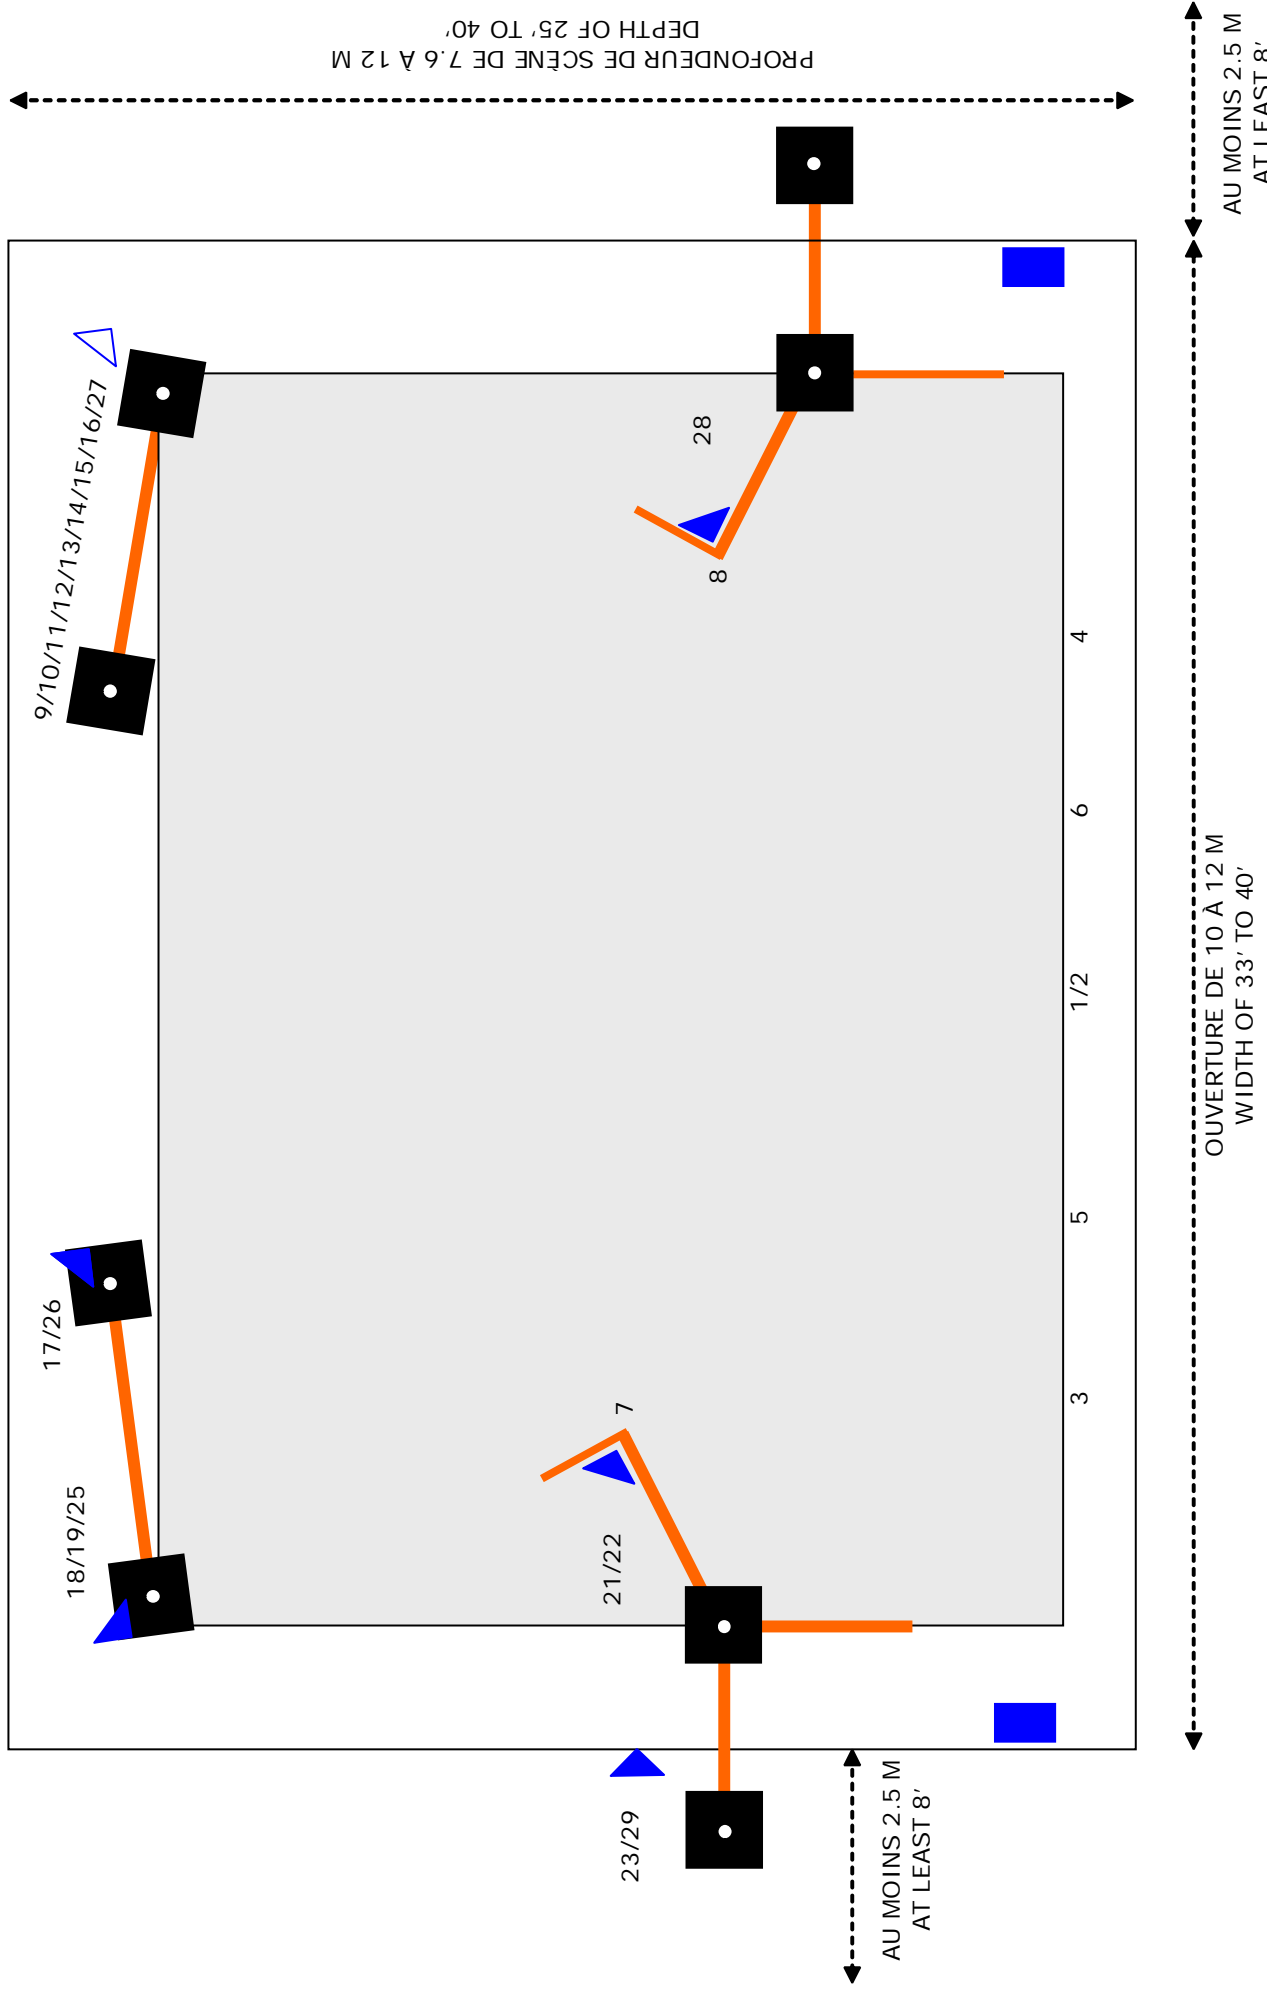 PROFONDEUR DE SCÈNE DE 7.6 À 12 M
DEPTH OF 25' TO 40'
AU MOINS 2.5 M
AT LEAST 8'
9/10/11/12/13/14/15/16/27
28
8
4
6
1/2
5
3
OUVERTURE DE 10 À 12 M
WIDTH OF 33' TO 40'
17/26
18/19/25
7
21/22
23/29
AU MOINS 2.5 M
AT LEAST 8'